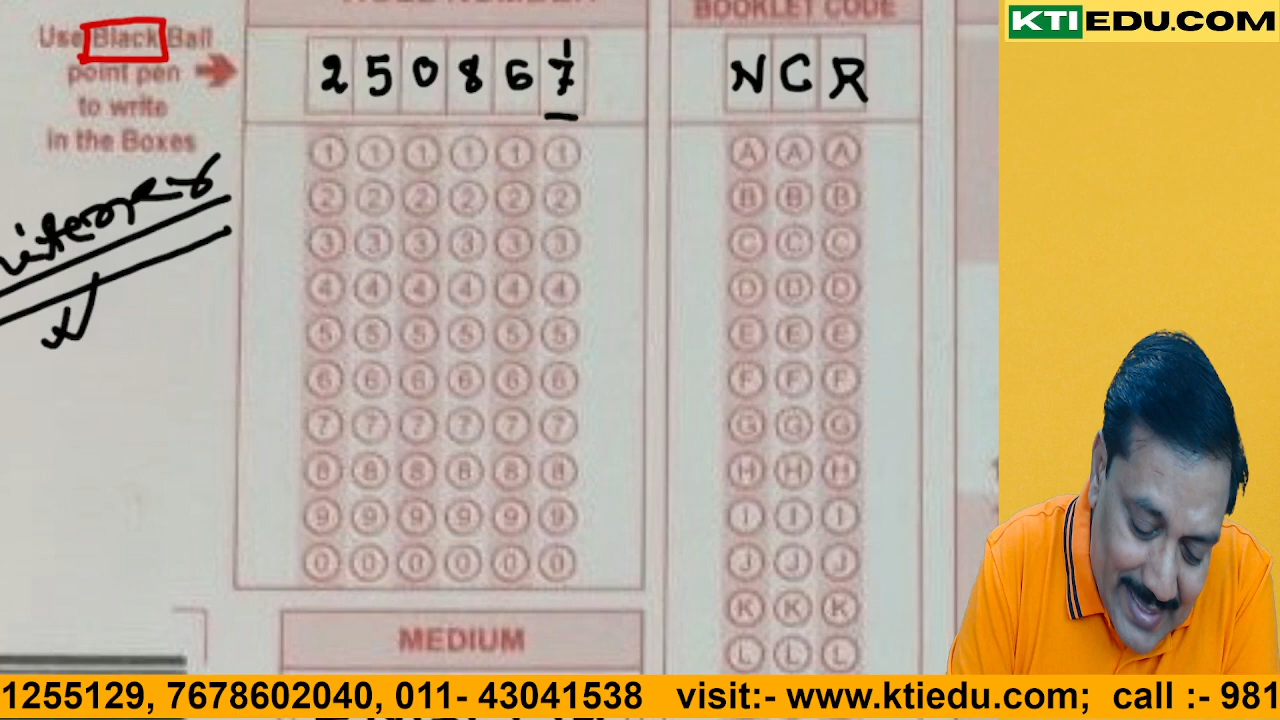 ROLL NUMBER
BOOKLET CODE
KTIEDU.COM
Use Black Ball
point pen
to write
in the Boxes
2 5 0 8 6 7
N C R
1 1 1 1 1 1
2 2 2 2 2 2
3 3 3 3 3 3
4 4 4 4 4 4
5 5 5 5 5 5
6 6 6 6 6 6
7 7 7 7 7 7
8 8 8 8 8 8
9 9 9 9 9 9
0 0 0 0 0 0
A A A
B B B
C C C
D D D
E E E
F F F
G G G
H H H
I I I
J J J
K K K
L L L
MEDIUM
1255129, 7678602040, 011- 43041538 visit:- www.ktiedu.com; call :- 981